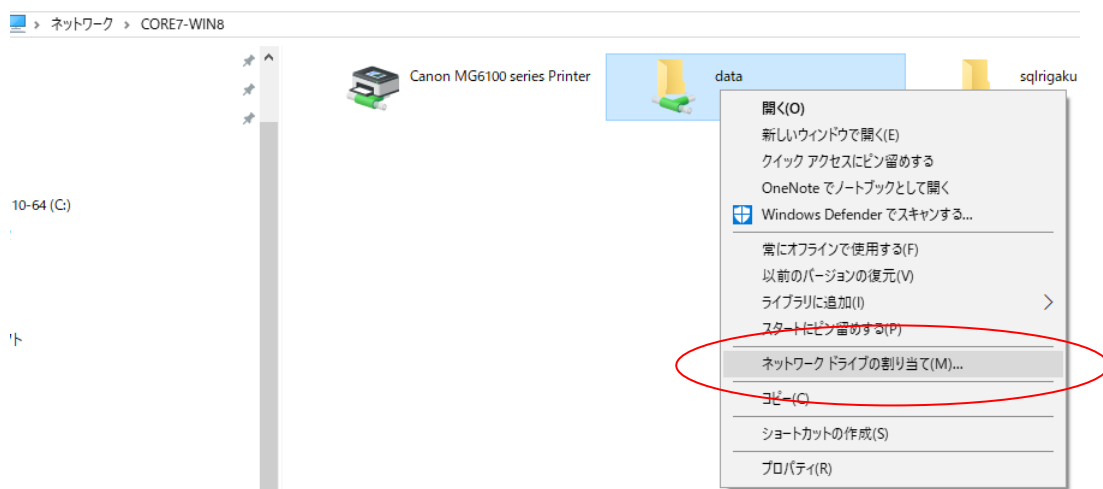 ネットワーク > CORE7-WIN8
Canon MG6100 series Printer
data
sqlrigaku
10-64 (C:)
開く(O)
新しいウィンドウで開く(E)
クイック アクセスにピン留めする
OneNote でノートブックとして開く
Windows Defender でスキャンする...
常にオフラインで使用する(F)
以前のバージョンの復元(V)
ライブラリに追加(I)
スタートにピン留めする(P)
ネットワーク ドライブの割り当て(M)...
コピー(C)
ショートカットの作成(S)
プロパティ(R)